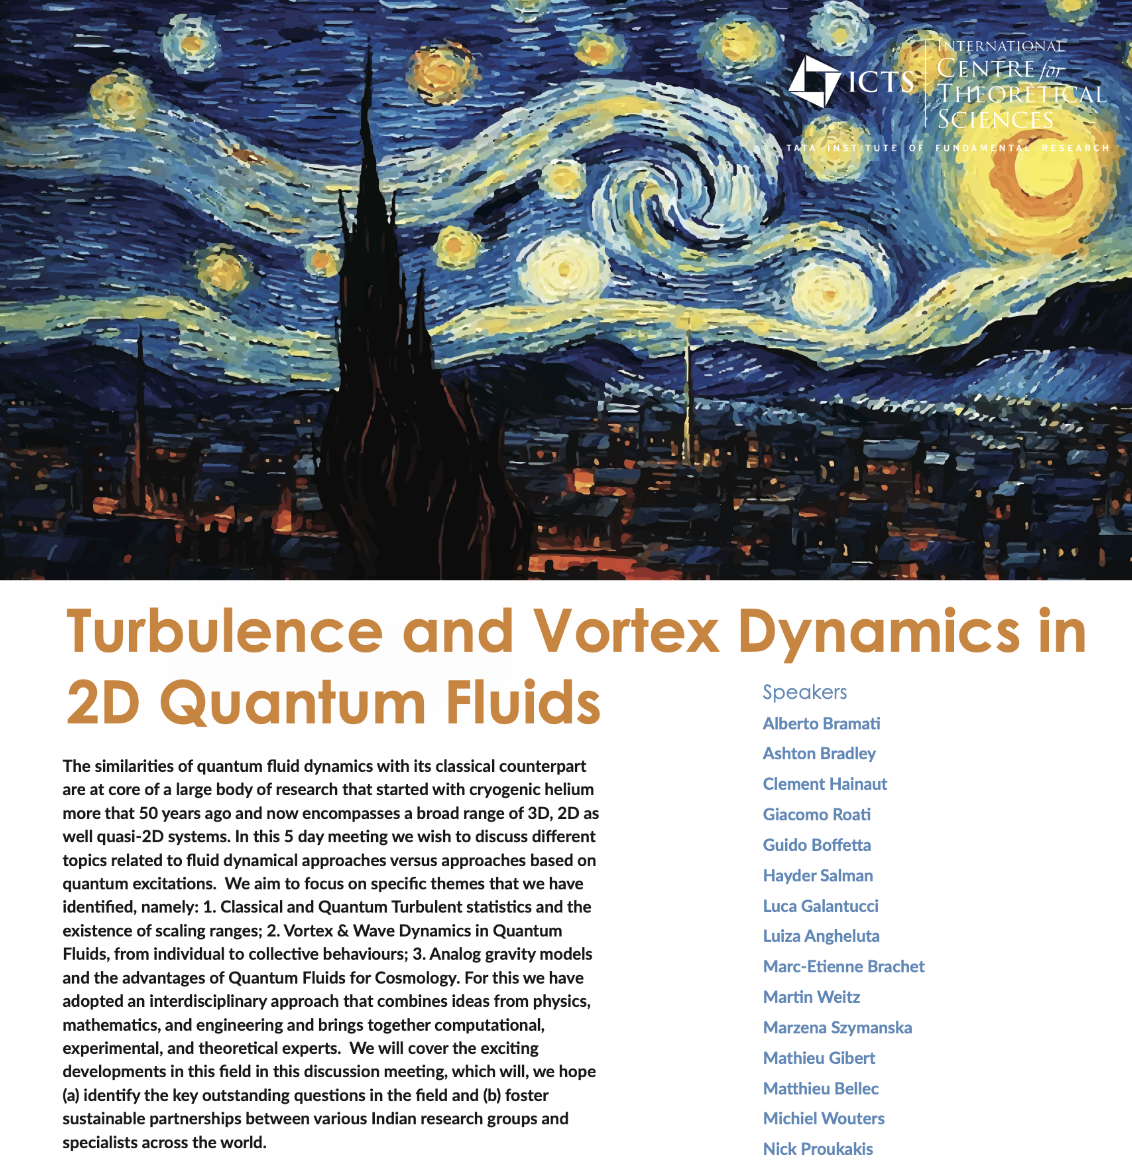 ICTS
INTERNATIONAL
CENTRE for
THEORETICAL
SCIENCES
TATA INSTITUTE OF FUNDAMENTAL RESEARCH
Turbulence and Vortex Dynamics in
2D Quantum Fluids
The similarities of quantum fluid dynamics with its classical counterpart
are at core of a large body of research that started with cryogenic helium
more that 50 years ago and now encompasses a broad range of 3D, 2D as
well quasi-2D systems. In this 5 day meeting we wish to discuss different
topics related to fluid dynamical approaches versus approaches based on
quantum excitations.  We aim to focus on specific themes that we have
identified, namely: 1. Classical and Quantum Turbulent statistics and the
existence of scaling ranges; 2. Vortex & Wave Dynamics in Quantum
Fluids, from individual to collective behaviours; 3. Analog gravity models
and the advantages of Quantum Fluids for Cosmology. For this we have
adopted an interdisciplinary approach that combines ideas from physics,
mathematics, and engineering and brings together computational,
experimental, and theoretical experts.  We will cover the exciting
developments in this field in this discussion meeting, which will, we hope
(a) identify the key outstanding questions in the field and (b) foster
sustainable partnerships between various Indian research groups and
specialists across the world.
Speakers
Alberto Bramati
Ashton Bradley
Clement Hainaut
Giacomo Roati
Guido Boffetta
Hayder Salman
Luca Galantucci
Luiza Angheluta
Marc-Etienne Brachet
Martin Weitz
Marzena Szymanska
Mathieu Gibert
Matthieu Bellec
Michiel Wouters
Nick Proukakis